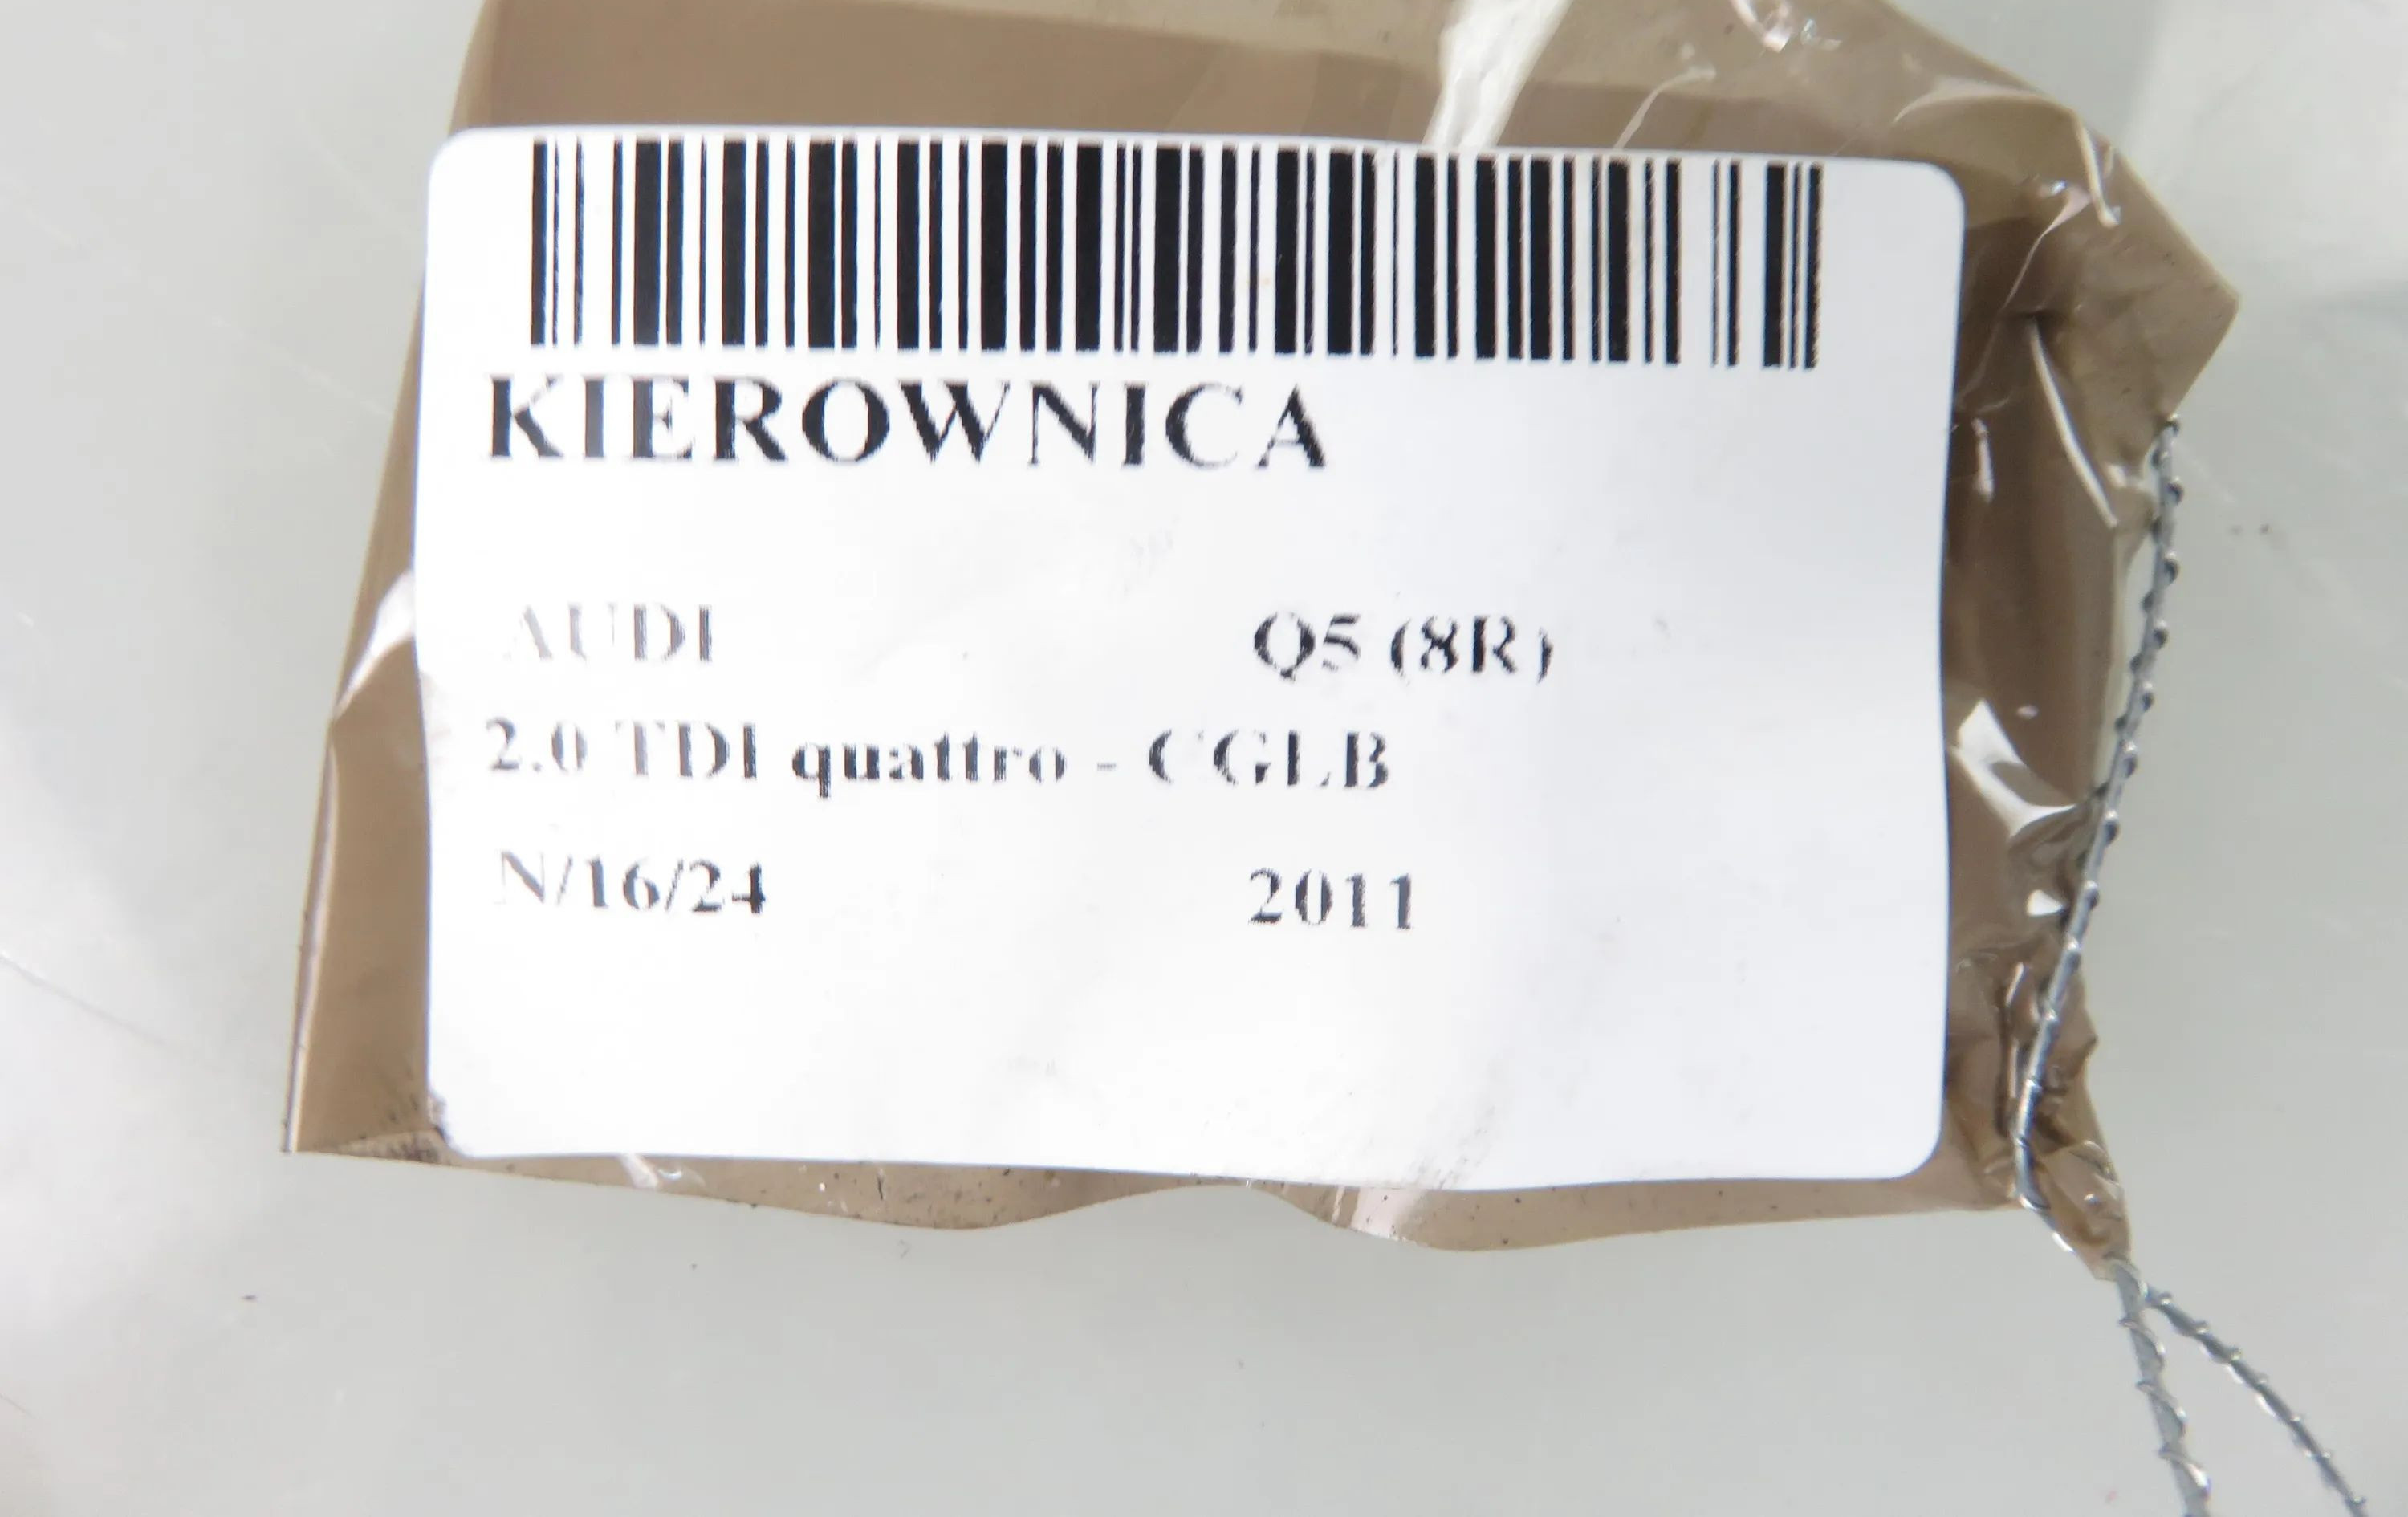 KIEROWNICA
AUDI Q5 (8R)
2.0 TDI quattro - CGLB
N/16/24 2011